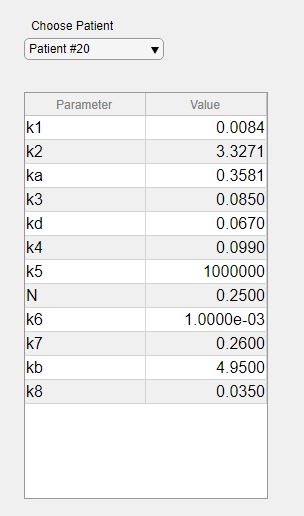 Choose Patient
Patient #20
Parameter Value
k1 0.0084
k2 3.3271
ka 0.3581
k3 0.0850
kd 0.0670
k4 0.0990
k5 1000000
N 0.2500
k6 1.0000e-03
k7 0.2600
kb 4.9500
k8 0.0350